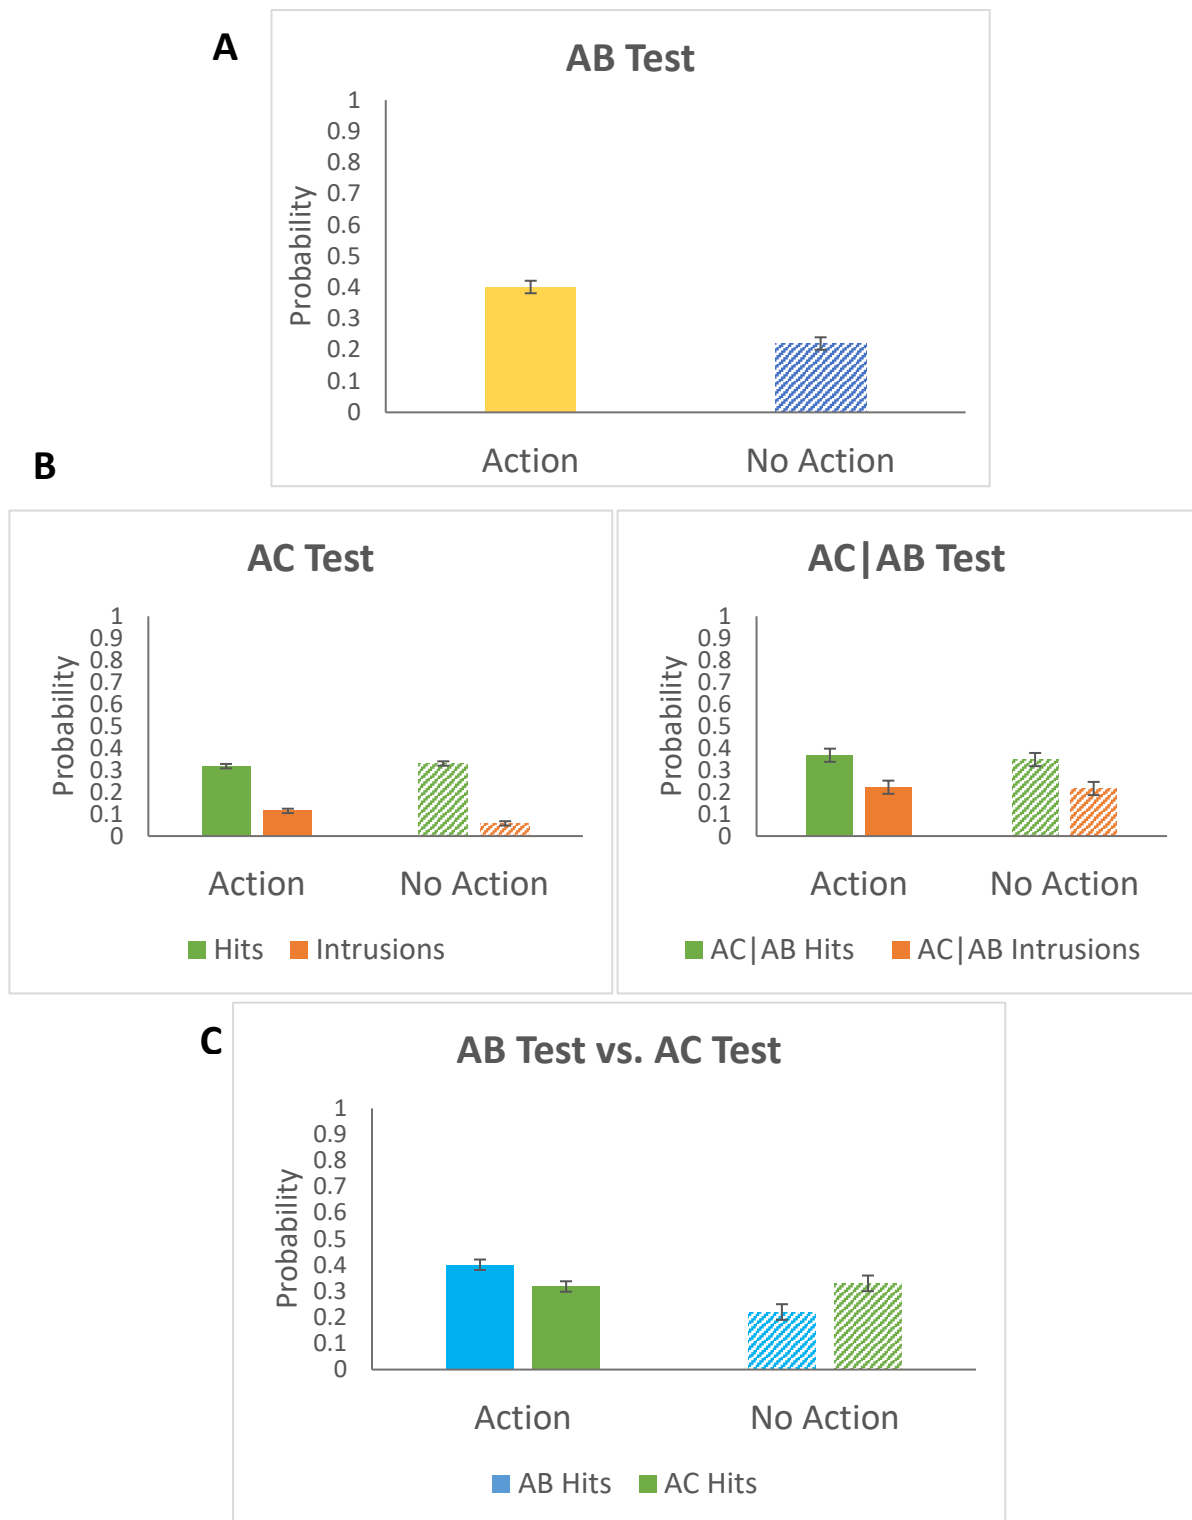 A
AB Test
Probability
1
0.9
0.8
0.7
0.6
0.5
0.4
0.3
0.2
0.1
0
Action
No Action
B
AC Test
Probability
1
0.9
0.8
0.7
0.6
0.5
0.4
0.3
0.2
0.1
0
Action
No Action
Hits
Intrusions
AC|AB Test
Probability
1
0.9
0.8
0.7
0.6
0.5
0.4
0.3
0.2
0.1
0
Action
No Action
AC|AB Hits
AC|AB Intrusions
C
AB Test vs. AC Test
Probability
1
0.9
0.8
0.7
0.6
0.5
0.4
0.3
0.2
0.1
0
Action
No Action
AB Hits
AC Hits